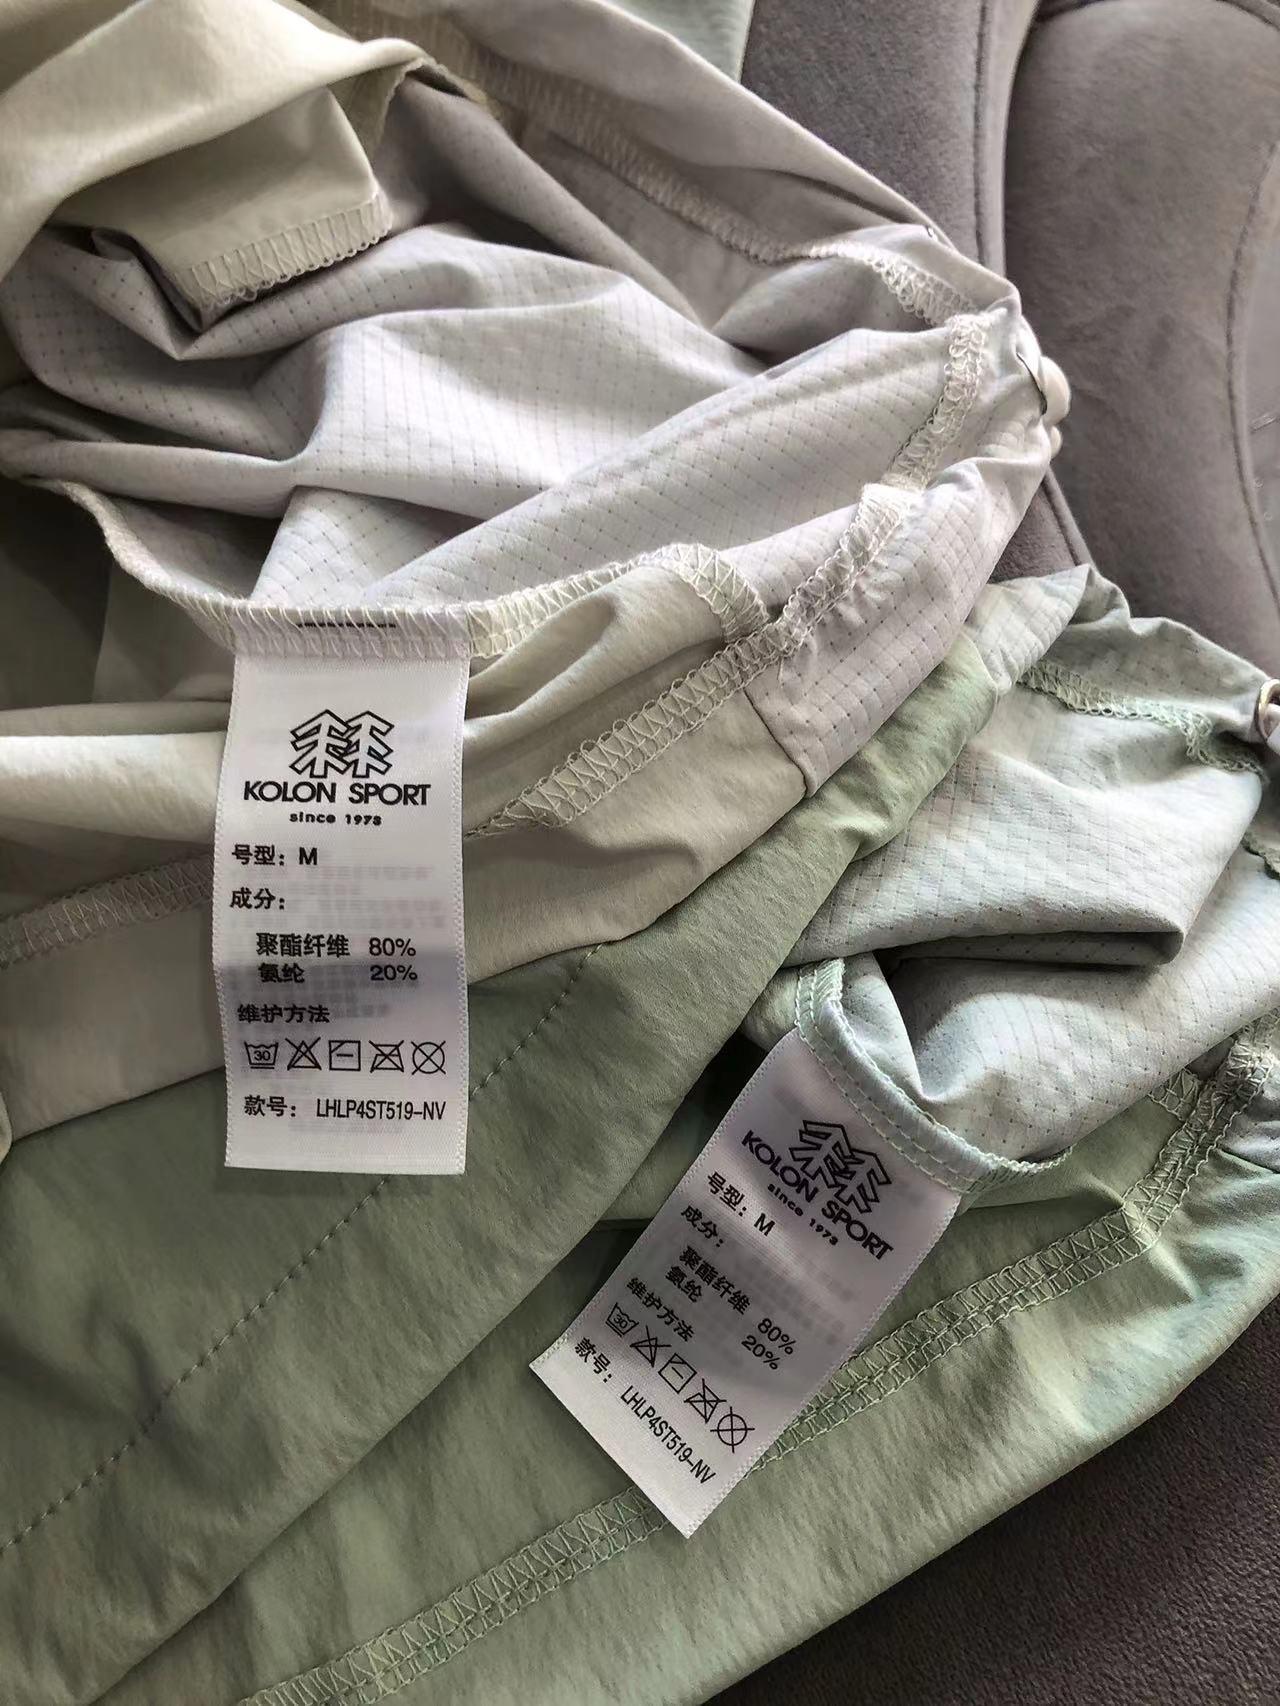 KOLON SPORT
since 1973
号型：M
成分：
聚酯纤维 80%
氨纶 20%
维护方法
30
款号： LHLP4ST519-NV
KOLON SPORT
since 1973
号型：M
成分：
聚酯纤维 80%
氨纶 20%
维护方法
30
款号： LHLP4ST519-NV